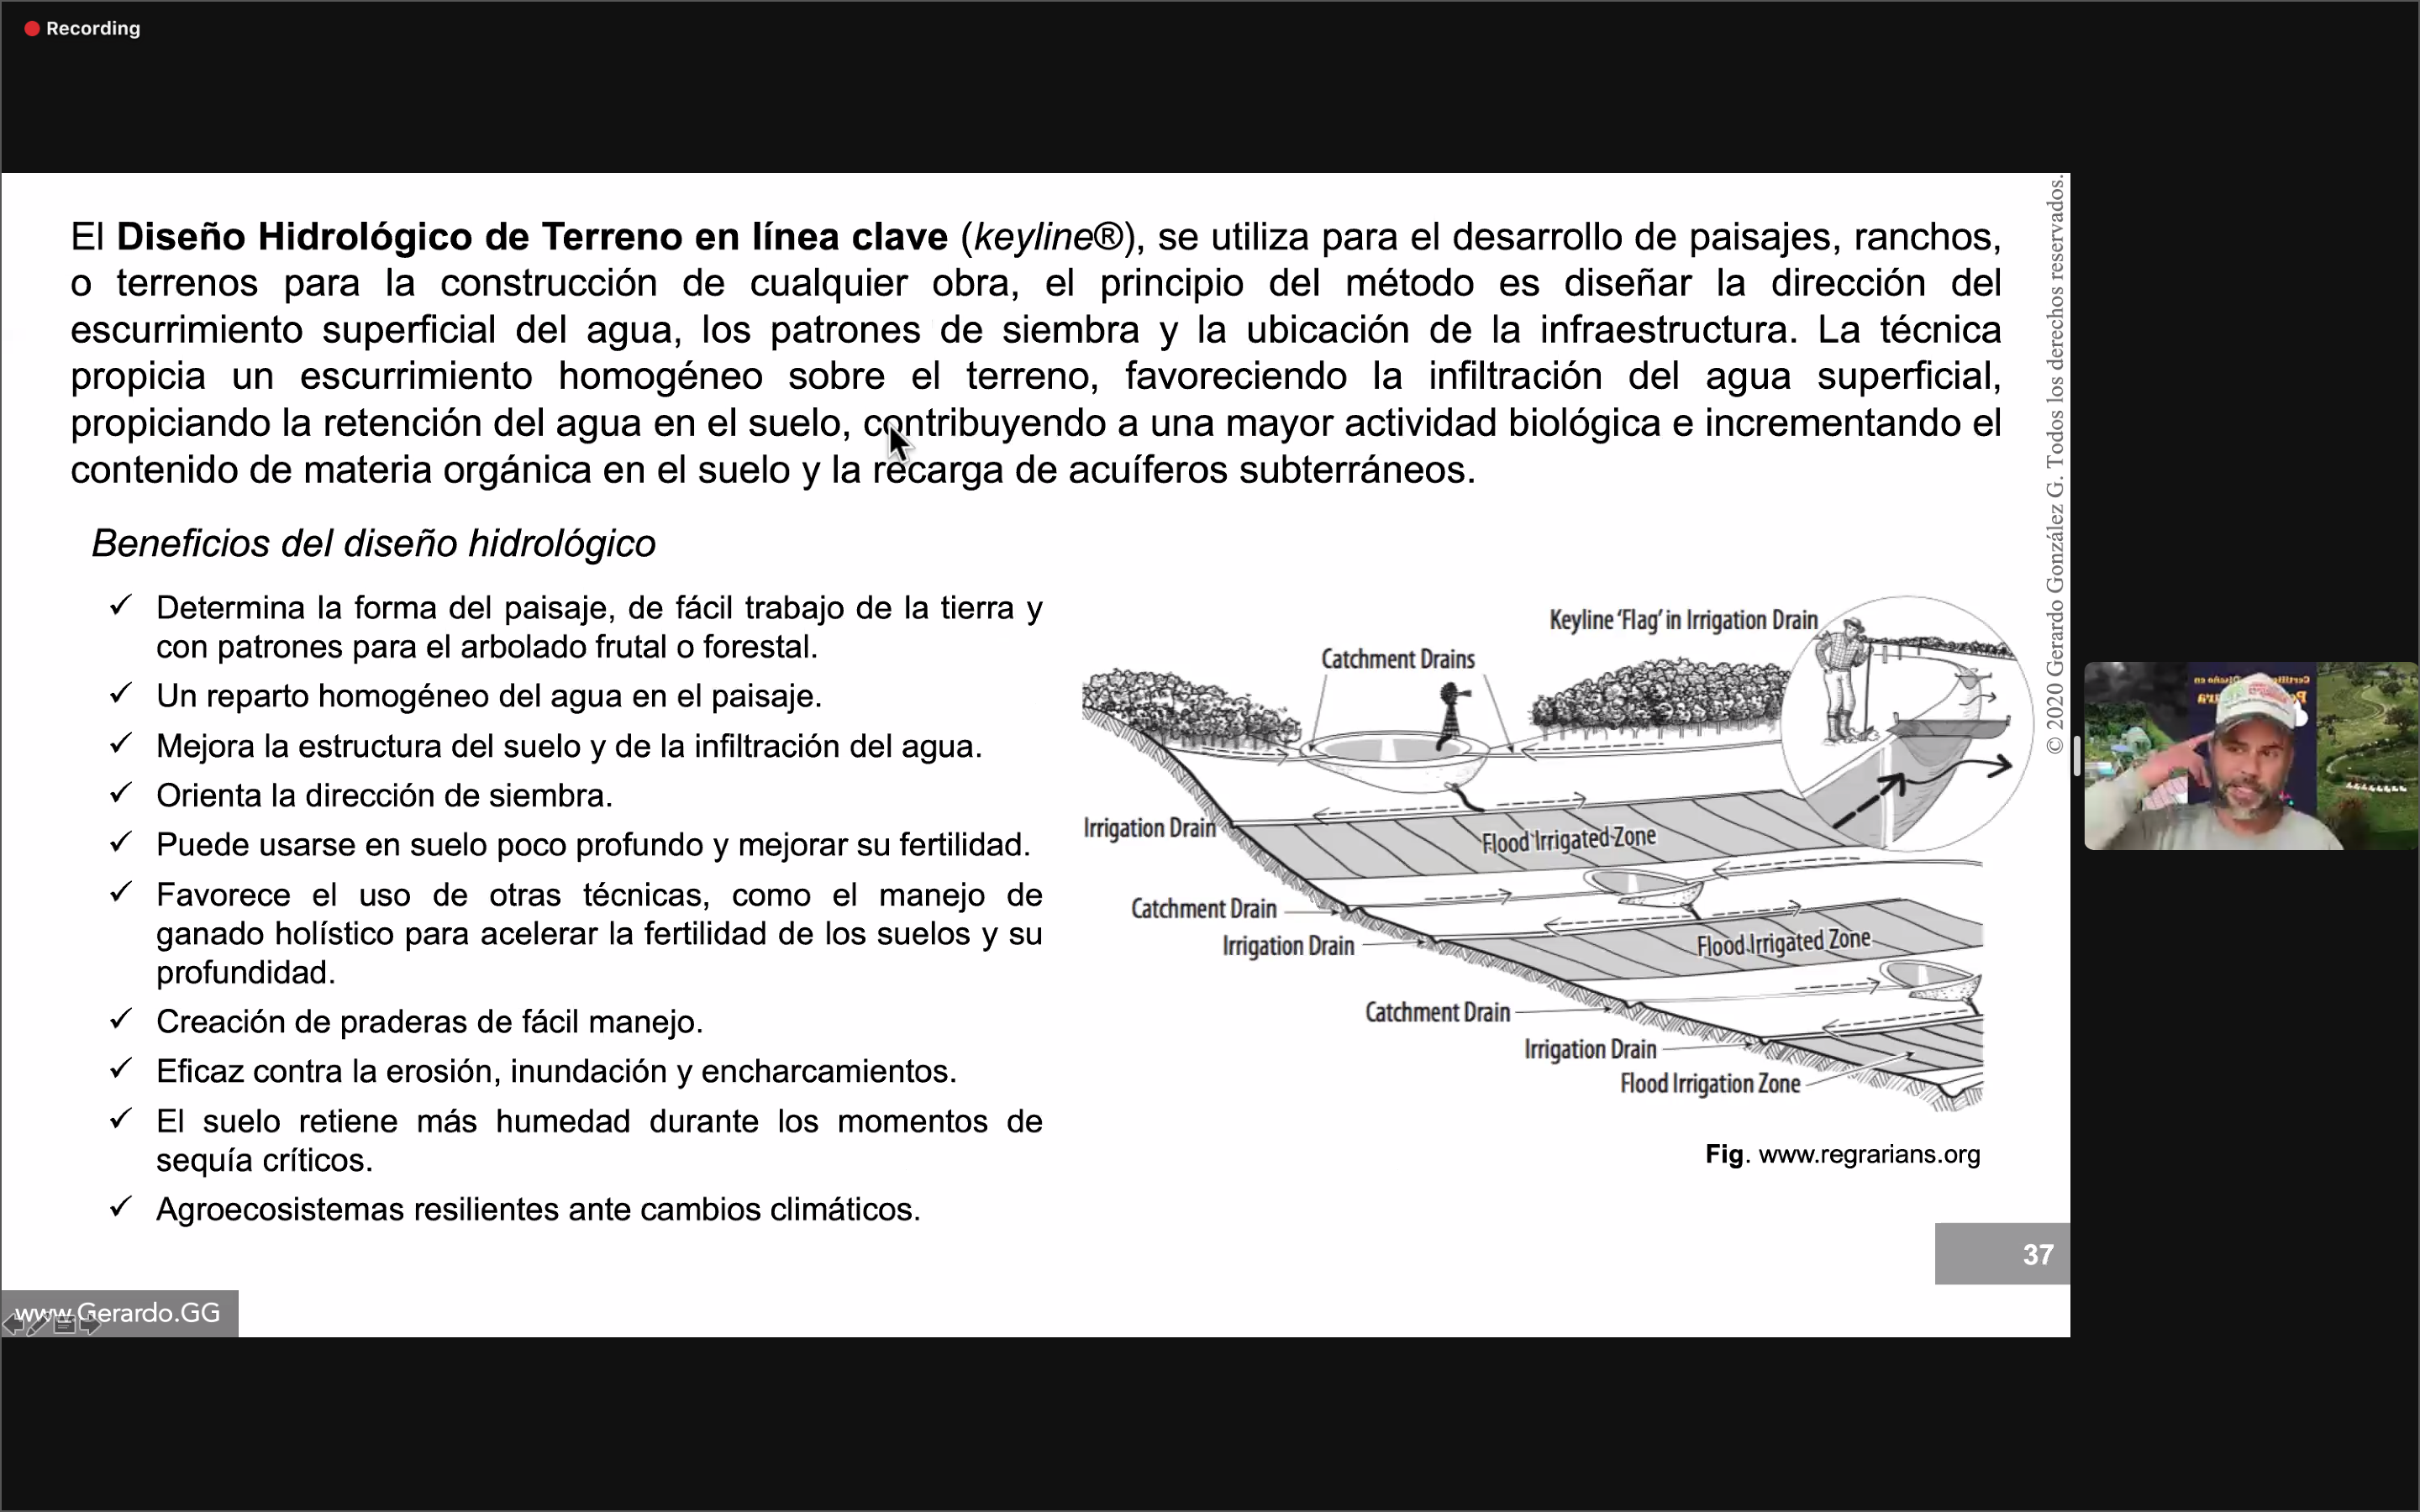 Recording
El Diseño Hidrológico de Terreno en línea clave (keyline®), se utiliza para el desarrollo de paisajes, ranchos,
o terrenos para la construcción de cualquier obra, el principio del método es diseñar la dirección del
escurrimiento superficial del agua, los patrones de siembra y la ubicación de la infraestructura. La técnica
propicia un escurrimiento homogéneo sobre el terreno, favoreciendo la infiltración del agua superficial,
propiciando la retención del agua en el suelo, contribuyendo a una mayor actividad biológica e incrementando el
contenido de materia orgánica en el suelo y la recarga de acuíferos subterráneos.
© 2020 Gerardo González G. Todos los derechos reservados.
Beneficios del diseño hidrológico
✓ Determina la forma del paisaje, de fácil trabajo de la tierra y
con patrones para el arbolado frutal o forestal.
✓ Un reparto homogéneo del agua en el paisaje.
✓ Mejora la estructura del suelo y de la infiltración del agua.
✓ Orienta la dirección de siembra.
✓ Puede usarse en suelo poco profundo y mejorar su fertilidad.
✓ Favorece el uso de otras técnicas, como el manejo de
ganado holístico para acelerar la fertilidad de los suelos y su
profundidad.
✓ Creación de praderas de fácil manejo.
✓ Eficaz contra la erosión, inundación y encharcamientos.
✓ El suelo retiene más humedad durante los momentos de
sequía críticos.
✓ Agroecosistemas resilientes ante cambios climáticos.
Keyline 'Flag' in Irrigation Drain
Catchment Drains
Irrigation Drain
Flood Irrigated Zone
Catchment Drain
Irrigation Drain
Flood Irrigated Zone
Catchment Drain
Irrigation Drain
Flood Irrigation Zone
Fig. www.regrarians.org
37
www.Gerardo.GG